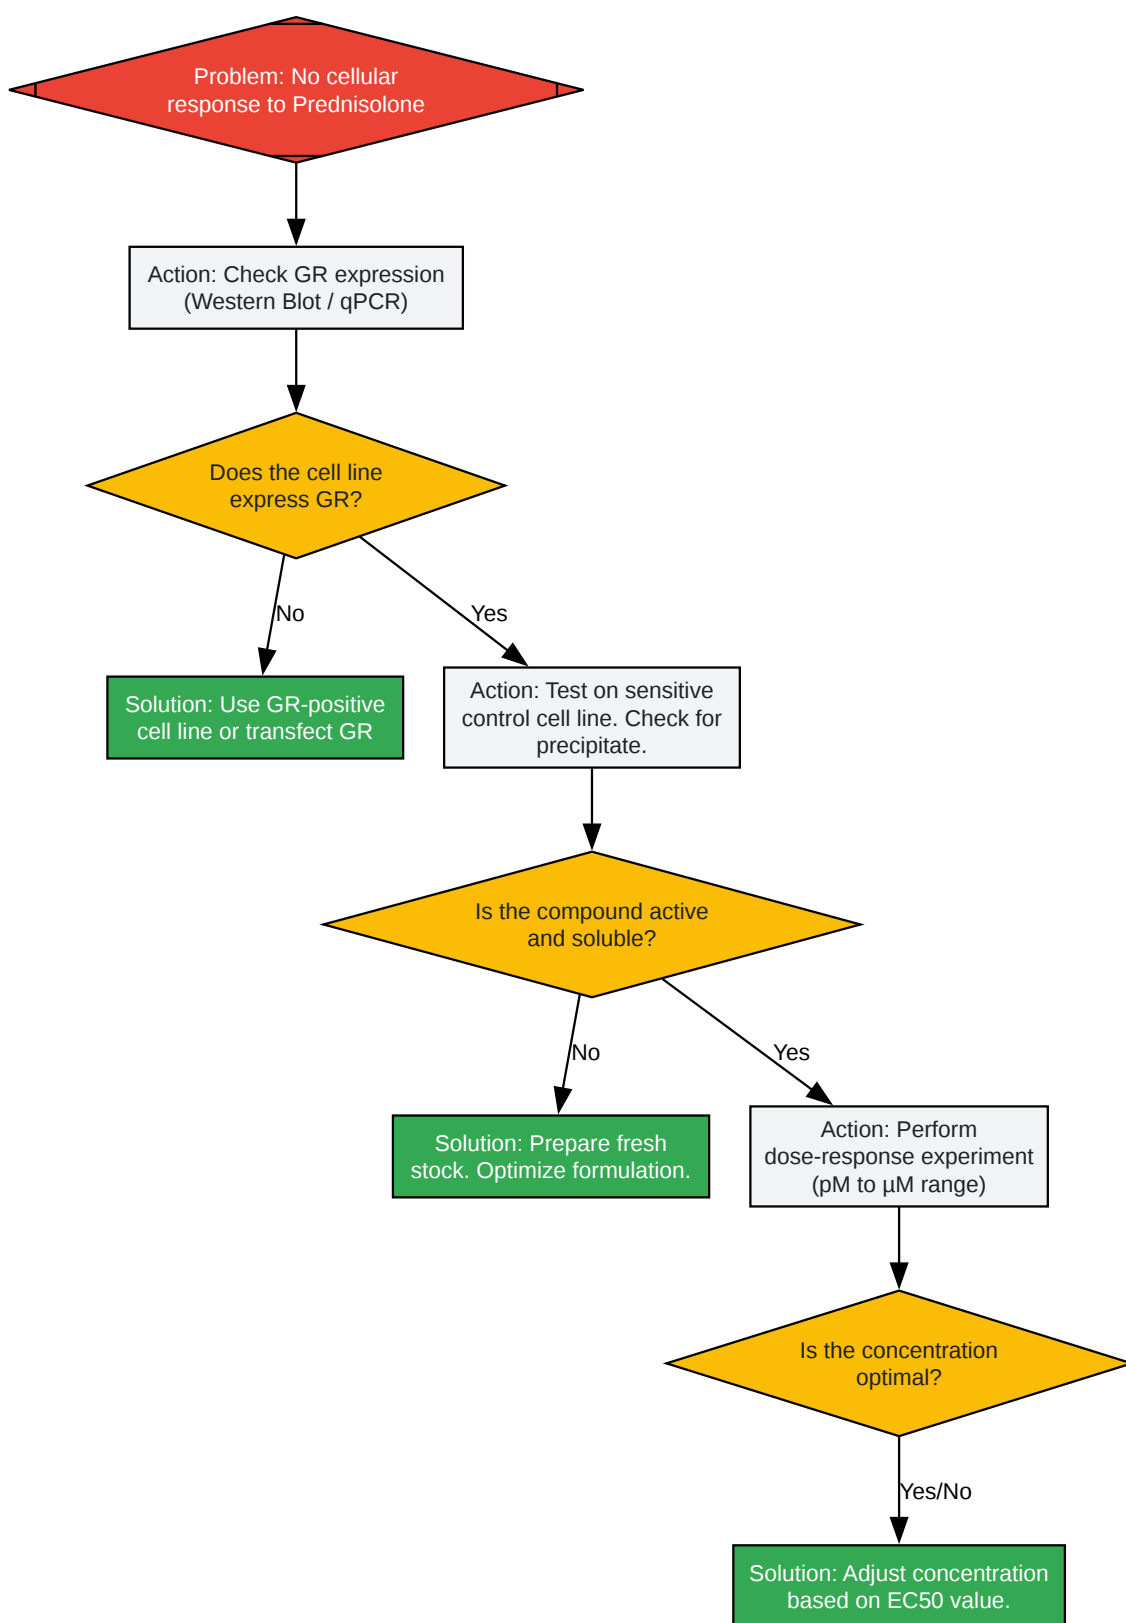 Problem: No cellular
response to Prednisolone
Action: Check GR expression
(Western Blot / qPCR)
Does the cell line
express GR?
No
Yes
Solution: Use GR-positive
cell line or transfect GR
Action: Test on sensitive
control cell line. Check for
precipitate.
Is the compound active
and soluble?
No
Yes
Solution: Prepare fresh
stock. Optimize formulation.
Action: Perform
dose-response experiment
(pM to µM range)
Is the concentration
optimal?
Yes/No
Solution: Adjust concentration
based on EC50 value.